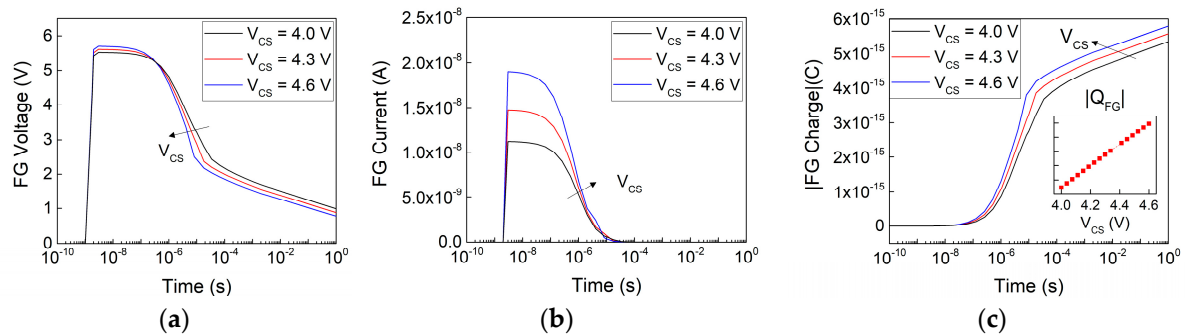 (a)
FG Voltage (V)
6
5
4
3
2
1
0
V_CS = 4.0 V
V_CS = 4.3 V
V_CS = 4.6 V
V_CS
10^-10 10^-8 10^-6 10^-4 10^-2 10^0
Time (s)
(a)
(b)
FG Current (A)
2.5x10^-8
2.0x10^-8
1.5x10^-8
1.0x10^-8
5.0x10^-9
0.0
V_CS = 4.0 V
V_CS = 4.3 V
V_CS = 4.6 V
V_CS
10^-10 10^-8 10^-6 10^-4 10^-2 10^0
Time (s)
(b)
(c)
|FG Charge|(C)
6x10^-15
5x10^-15
4x10^-15
3x10^-15
2x10^-15
1x10^-15
0
V_CS = 4.0 V
V_CS = 4.3 V
V_CS = 4.6 V
V_CS
|Q_FG|
4.0 4.2 4.4 4.6
V_CS (V)
10^-10 10^-8 10^-6 10^-4 10^-2 10^0
Time (s)
(c)